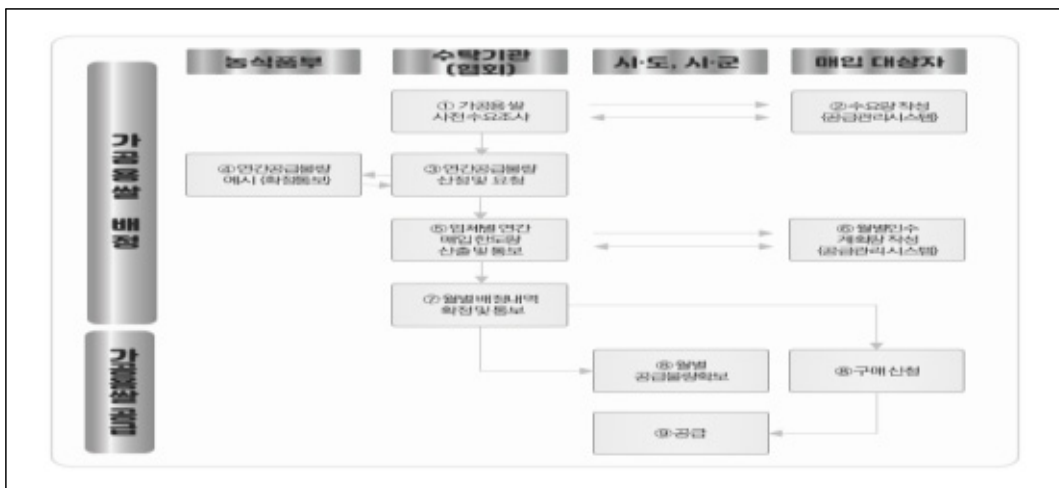 농식품부
수탁기관
(협회)
시·도, 시·군
매입 대상자
가공용쌀 배정
① 가공용 쌀
사전 수요조사
② 수요량 작성
(공급관리시스템)
④ 연간공급물량
예시 (확정통보)
③ 연간공급물량
산정 및 요청
⑤ 업체별 연간
매입 한도량
산출 및 통보
⑥ 월별인수
계획량 작성
(공급관리시스템)
⑦ 월별 배정내역
확정 및 통보
가공용쌀 공급
⑧ 월별
공급물량확보
⑧ 구매 신청
⑨ 공급